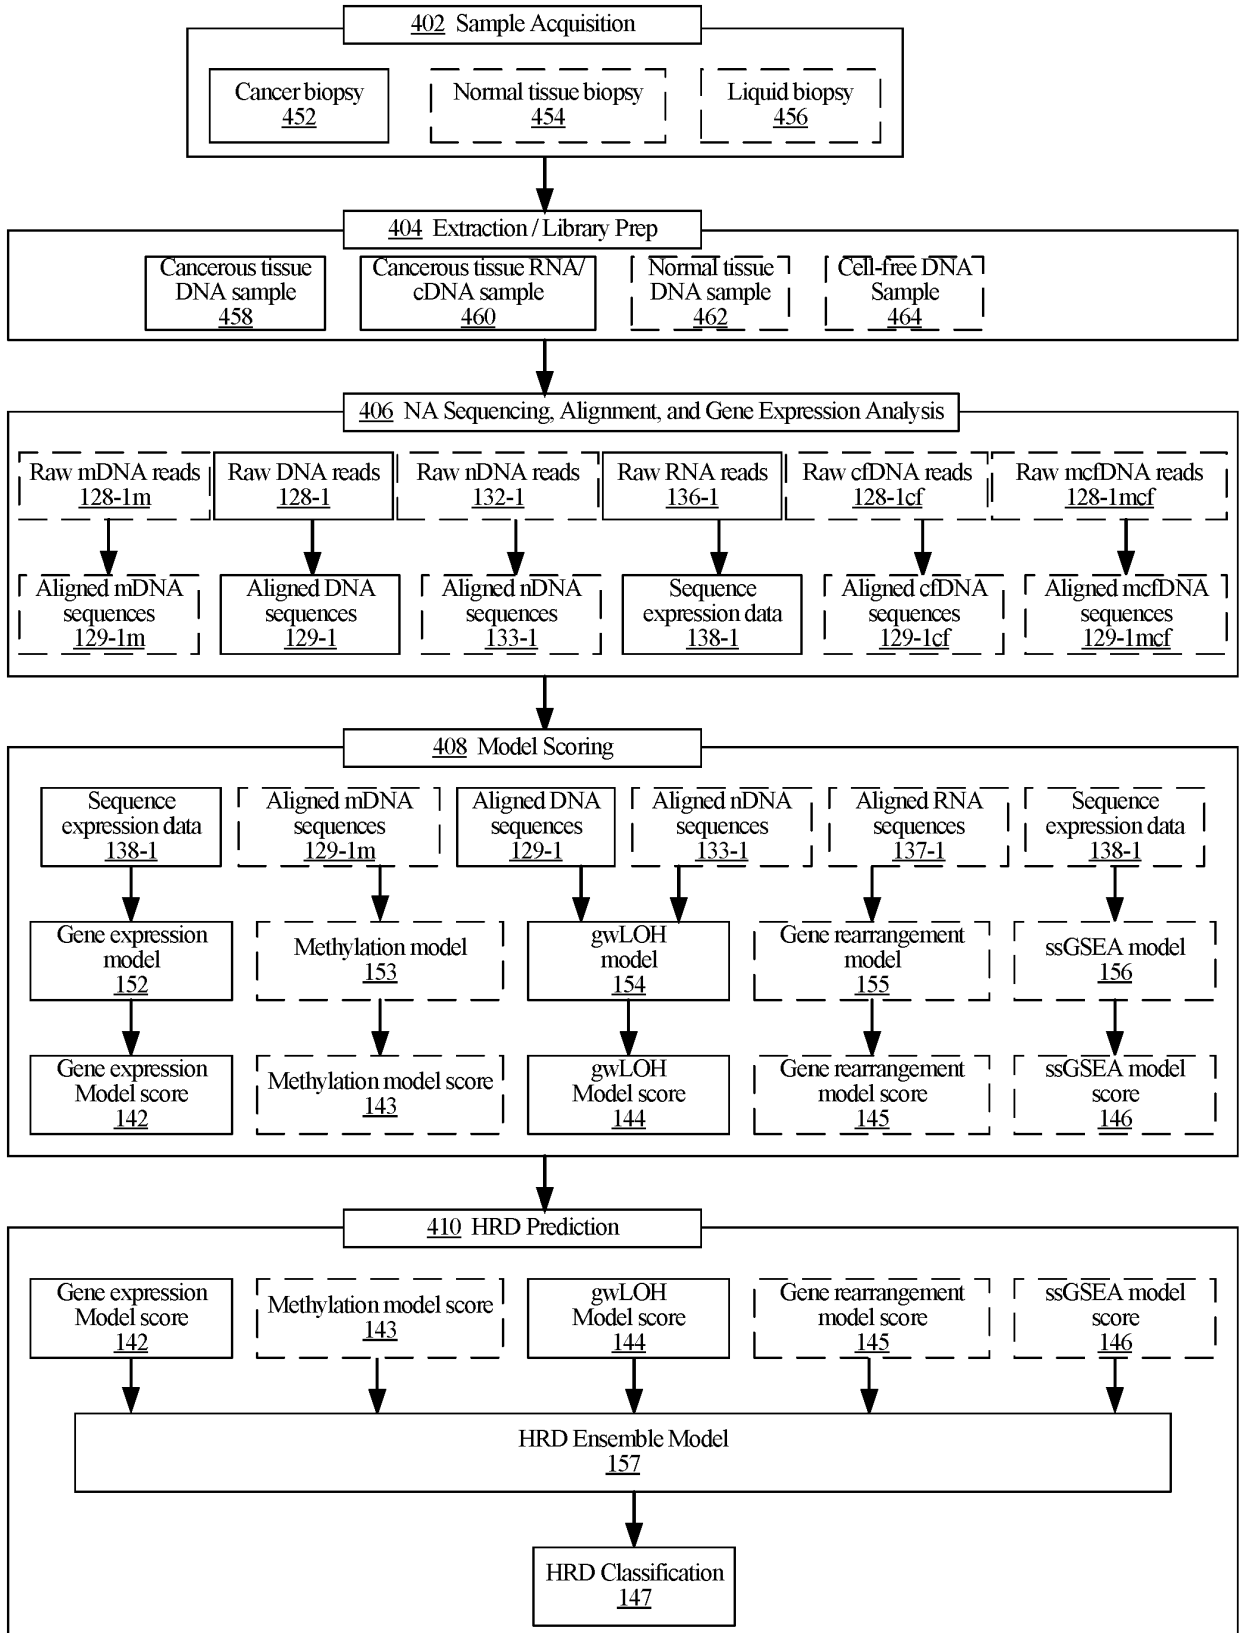 402 Sample Acquisition
Cancer biopsy
452
Normal tissue biopsy
454
Liquid biopsy
456
404 Extraction / Library Prep
Cancerous tissue
DNA sample
458
Cancerous tissue RNA/
cDNA sample
460
Normal tissue
DNA sample
462
Cell-free DNA
Sample
464
406 NA Sequencing, Alignment, and Gene Expression Analysis
Raw mDNA reads
128-1m
Raw DNA reads
128-1
Raw nDNA reads
132-1
Raw RNA reads
136-1
Raw cfDNA reads
128-1cf
Raw mcfDNA reads
128-1mcf
Aligned mDNA
sequences
129-1m
Aligned DNA
sequences
129-1
Aligned nDNA
sequences
133-1
Sequence
expression data
138-1
Aligned cfDNA
sequences
129-1cf
Aligned mcfDNA
sequences
129-1mcf
408 Model Scoring
Sequence
expression data
138-1
Aligned mDNA
sequences
129-1m
Aligned DNA
sequences
129-1
Aligned nDNA
sequences
133-1
Aligned RNA
sequences
137-1
Sequence
expression data
138-1
Gene expression
model
152
Methylation model
153
gwLOH
model
154
Gene rearrangement
model
155
ssGSEA model
156
Gene expression
Model score
142
Methylation model score
143
gwLOH
Model score
144
Gene rearrangement
model score
145
ssGSEA model
score
146
410 HRD Prediction
Gene expression
Model score
142
Methylation model score
143
gwLOH
Model score
144
Gene rearrangement
model score
145
ssGSEA model
score
146
HRD Ensemble Model
157
HRD Classification
147